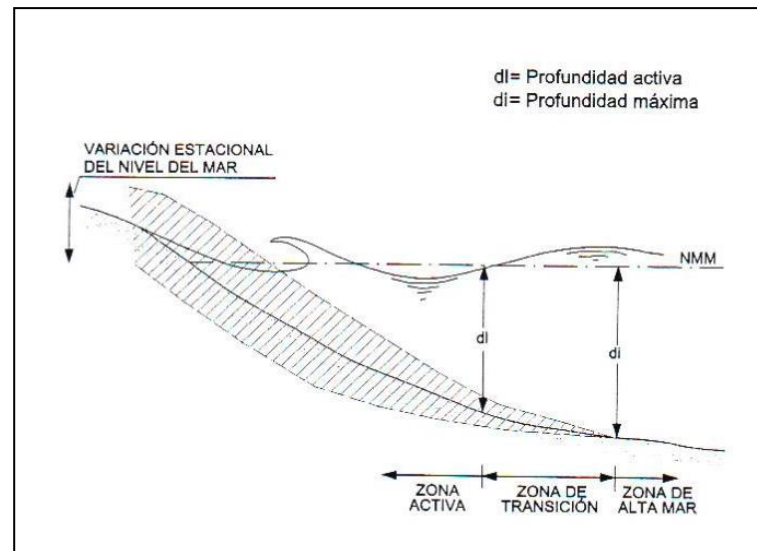 dl= Profundidad activa
di= Profundidad máxima
VARIACIÓN ESTACIONAL
DEL NIVEL DEL MAR
NMM
dl
di
ZONA
ACTIVA
ZONA DE
TRANSICIÓN
ZONA DE
ALTA MAR